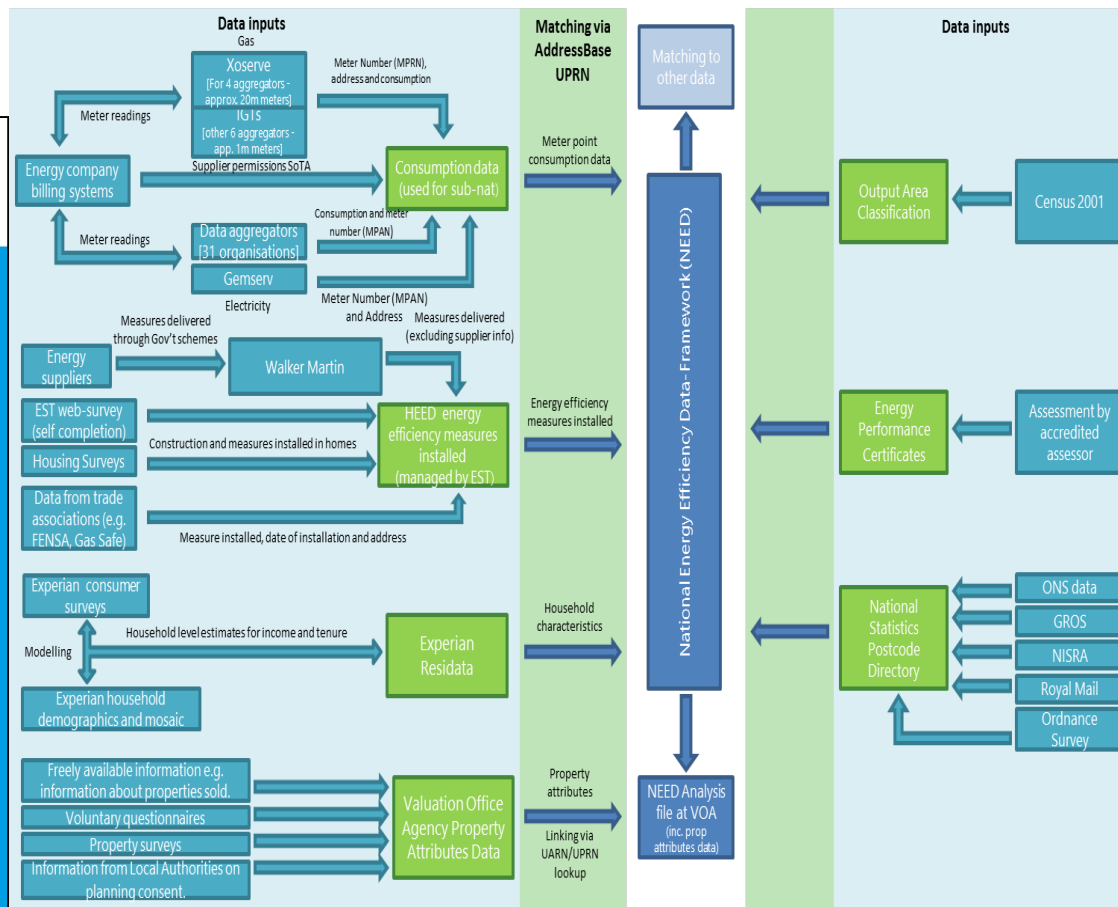 Data inputs
Gas
Xoserve
[For 4 aggregators -
approx. 20m meters]
IGTs
[other 6 aggregators -
app. 1m meters]
Meter Number (MPRN),
address and consumption
Meter readings
Energy company
billing systems
Supplier permissions SoTA
Consumption data
(used for sub-nat)
Meter readings
Data aggregators
[31 organisations]
Consumption and meter
number (MPAN)
Gemserv
Electricity
Meter Number (MPAN)
and Address
Measures delivered
through Gov't schemes
Measures delivered
(excluding supplier info)
Energy
suppliers
Walker Martin
EST web-survey
(self completion)
Construction and measures installed in homes
Housing Surveys
HEED energy
efficiency measures
installed
(managed by EST)
Data from trade
associations (e.g.
FENSA, Gas Safe)
Measure installed, date of installation and address
Experian consumer
surveys
Household level estimates for income and tenure
Modelling
Experian
Residata
Experian household
demographics and mosaic
Freely available information e.g.
information about properties sold.
Voluntary questionnaires
Property surveys
Information from Local Authorities on
planning consent.
Valuation Office
Agency Property
Attributes Data
Matching via
AddressBase
UPRN
Meter point
consumption data
Energy efficiency
measures installed
Household
characteristics
Property
attributes
Linking via
UARN/UPRN
lookup
Matching to
other data
National Energy Efficiency Data- Framework (NEED)
NEED Analysis
file at VOA
(inc. prop
attributes data)
Data inputs
Output Area
Classification
Census 2001
Energy
Performance
Certificates
Assessment by
accredited
assessor
National
Statistics
Postcode
Directory
ONS data
GROS
NISRA
Royal Mail
Ordnance
Survey